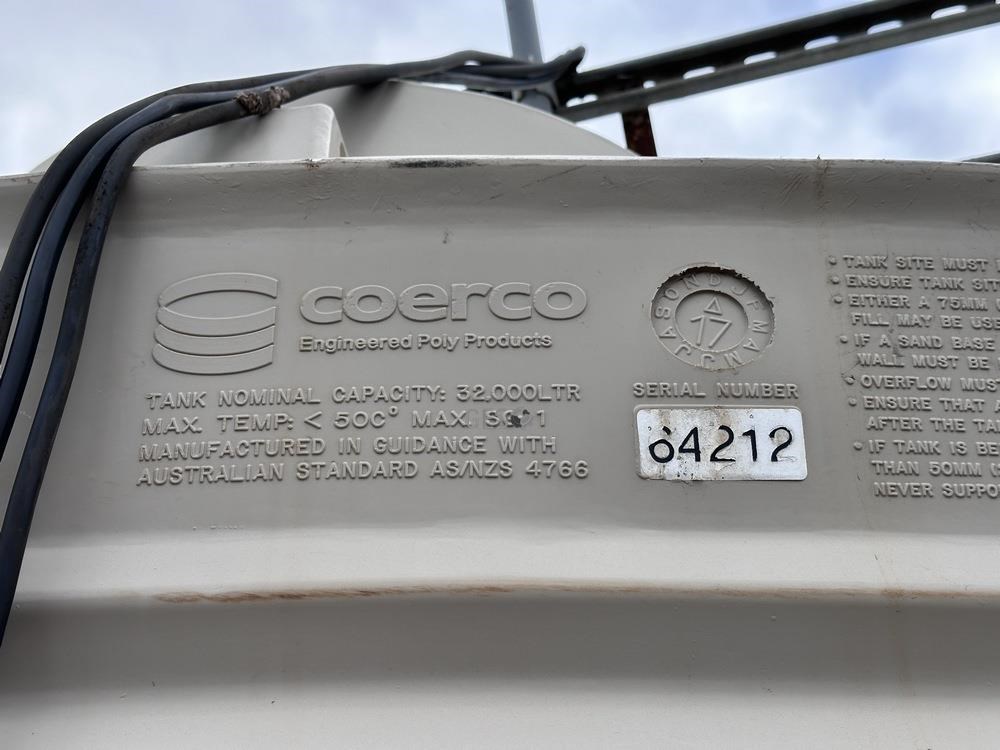 coerco
Engineered Poly Products
TANK NOMINAL CAPACITY: 32.000LTR
MAX. TEMP: < 50C° MAX.
MANUFACTURED IN GUIDANCE WITH
AUSTRALIAN STANDARD AS/NZS 4766
J F M A M J J A S O N D
17
SERIAL NUMBER
64212
• TANK SITE MUST
• ENSURE TANK SIT
• EITHER A 75MM
FILL MAY BE USE
• IF A SAND BASE
WALL MUST BE
• OVERFLOW MUST
• ENSURE THAT
AFTER THE TA
• IF TANK IS BE
THAN 50MM
NEVER SUPPO